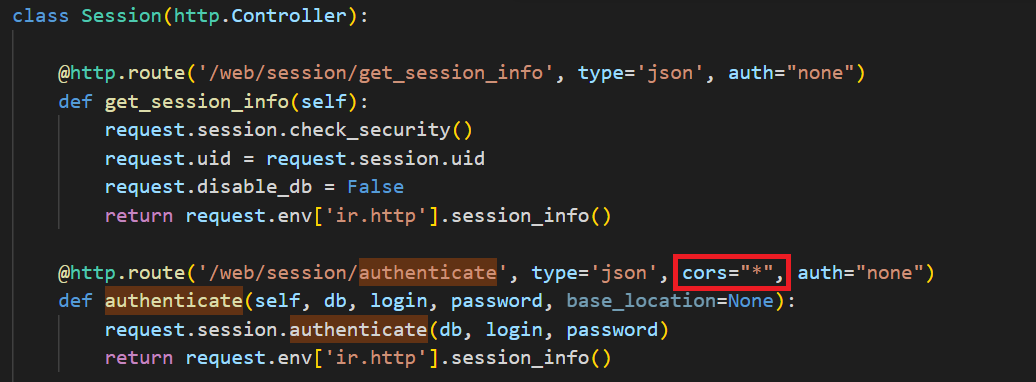 class Session(http.Controller):
@http.route('/web/session/get_session_info', type='json', auth="none")
def get_session_info(self):
request.session.check_security()
request.uid = request.session.uid
request.disable_db = False
return request.env['ir.http'].session_info()
@http.route('/web/session/authenticate', type='json', cors="*", auth="none")
def authenticate(self, db, login, password, base_location=None):
request.session.authenticate(db, login, password)
return request.env['ir.http'].session_info()